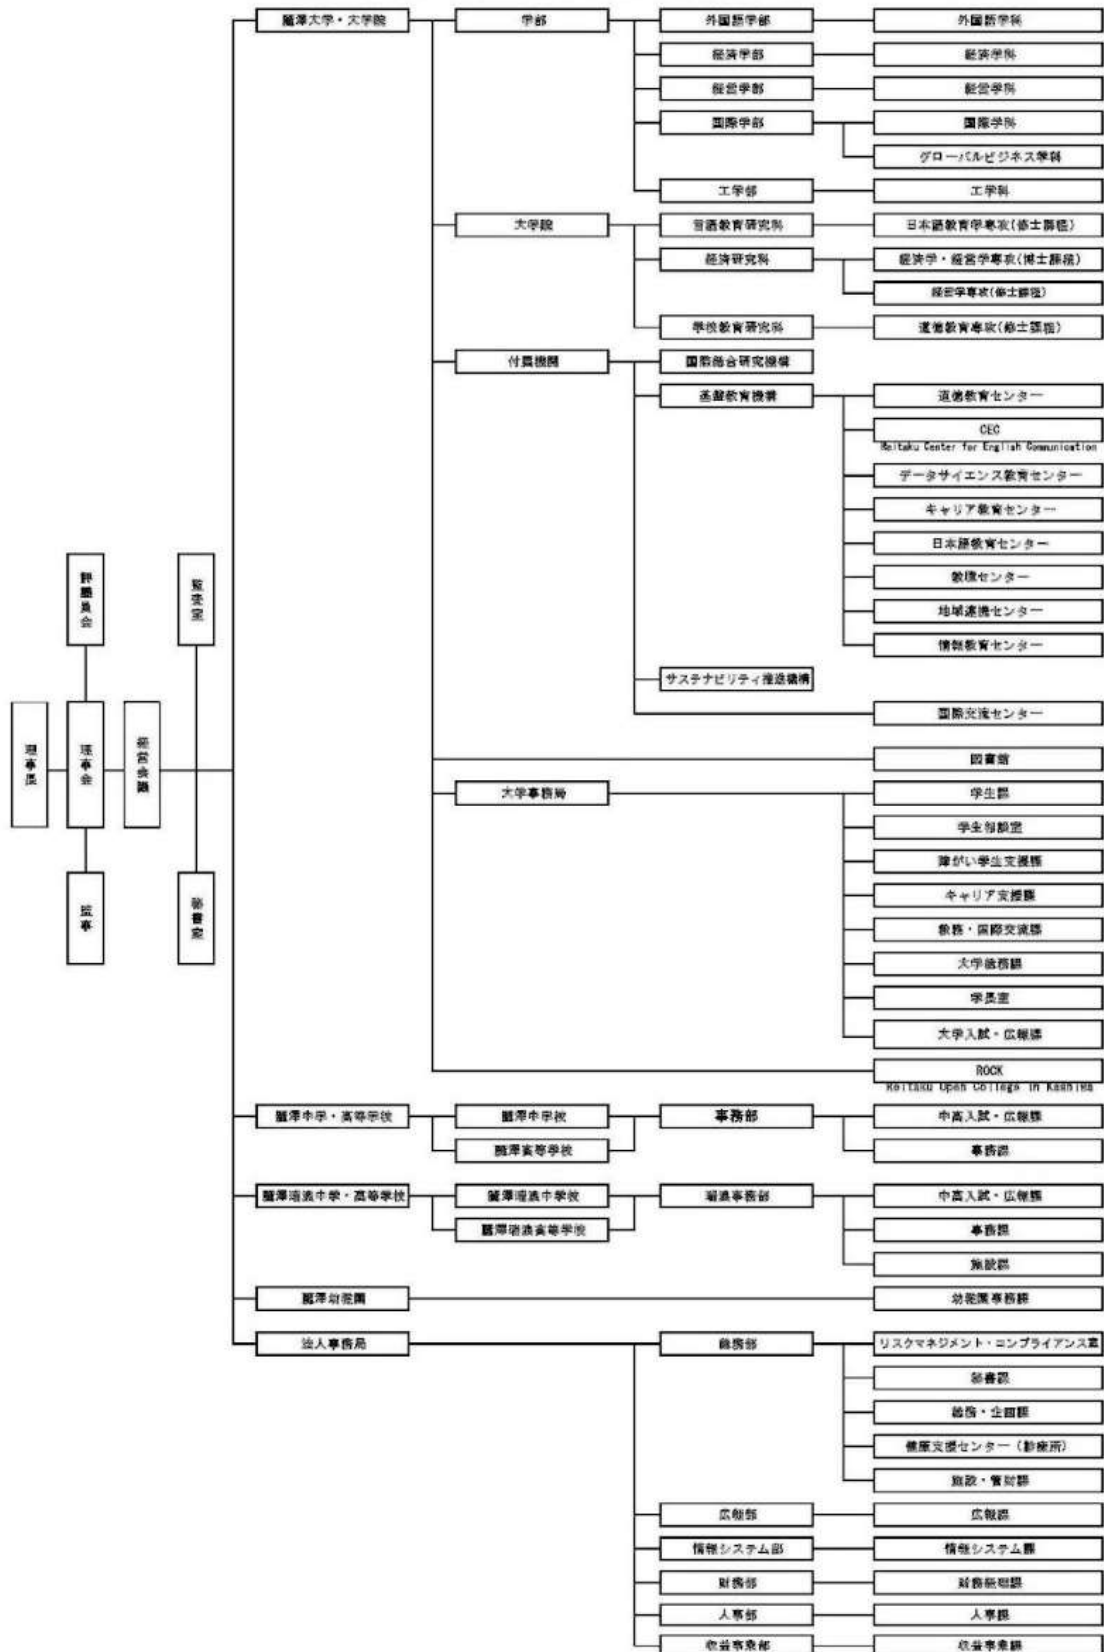 麗澤大学・大学院
学部
外国語学部
外国語学科
経済学部
経済学科
経営学部
経営学科
国際学部
国際学科
グローバルビジネス学科
工学部
工学科
大学院
言語教育研究科
日本語教育学専攻(修士課程)
経済研究科
経済学・経営学専攻(博士課程)
経営学専攻(修士課程)
学校教育研究科
道徳教育専攻(修士課程)
付属機関
国際総合研究機構
基盤教育機構
道徳教育センター
CEC
Reitaku Center for English Communication
データサイエンス教育センター
キャリア教育センター
日本語教育センター
教職センター
地域連携センター
情報教育センター
サステナビリティ推進機構
国際交流センター
図書館
大学事務局
学生課
学生相談室
障がい学生支援課
キャリア支援課
教務・国際交流課
大学総務課
学長室
大学入試・広報課
ROCK
Reitaku Open College in Kashiwa
評議員会
監査室
理事長
理事会
経営会議
監事
秘書室
麗澤中学・高等学校
麗澤中学校
事務部
中高入試・広報課
麗澤高等学校
事務課
麗澤瑞浪中学・高等学校
麗澤瑞浪中学校
瑞浪事務部
中高入試・広報課
麗澤瑞浪高等学校
事務課
施設課
麗澤幼稚園
幼稚園事務課
法人事務局
総務部
リスクマネジメント・コンプライアンス室
秘書課
総務・企画課
健康支援センター（診療所）
施設・管財課
広報部
広報課
情報システム部
情報システム課
財務部
財務経理課
人事部
人事課
収益事業部
収益事業課